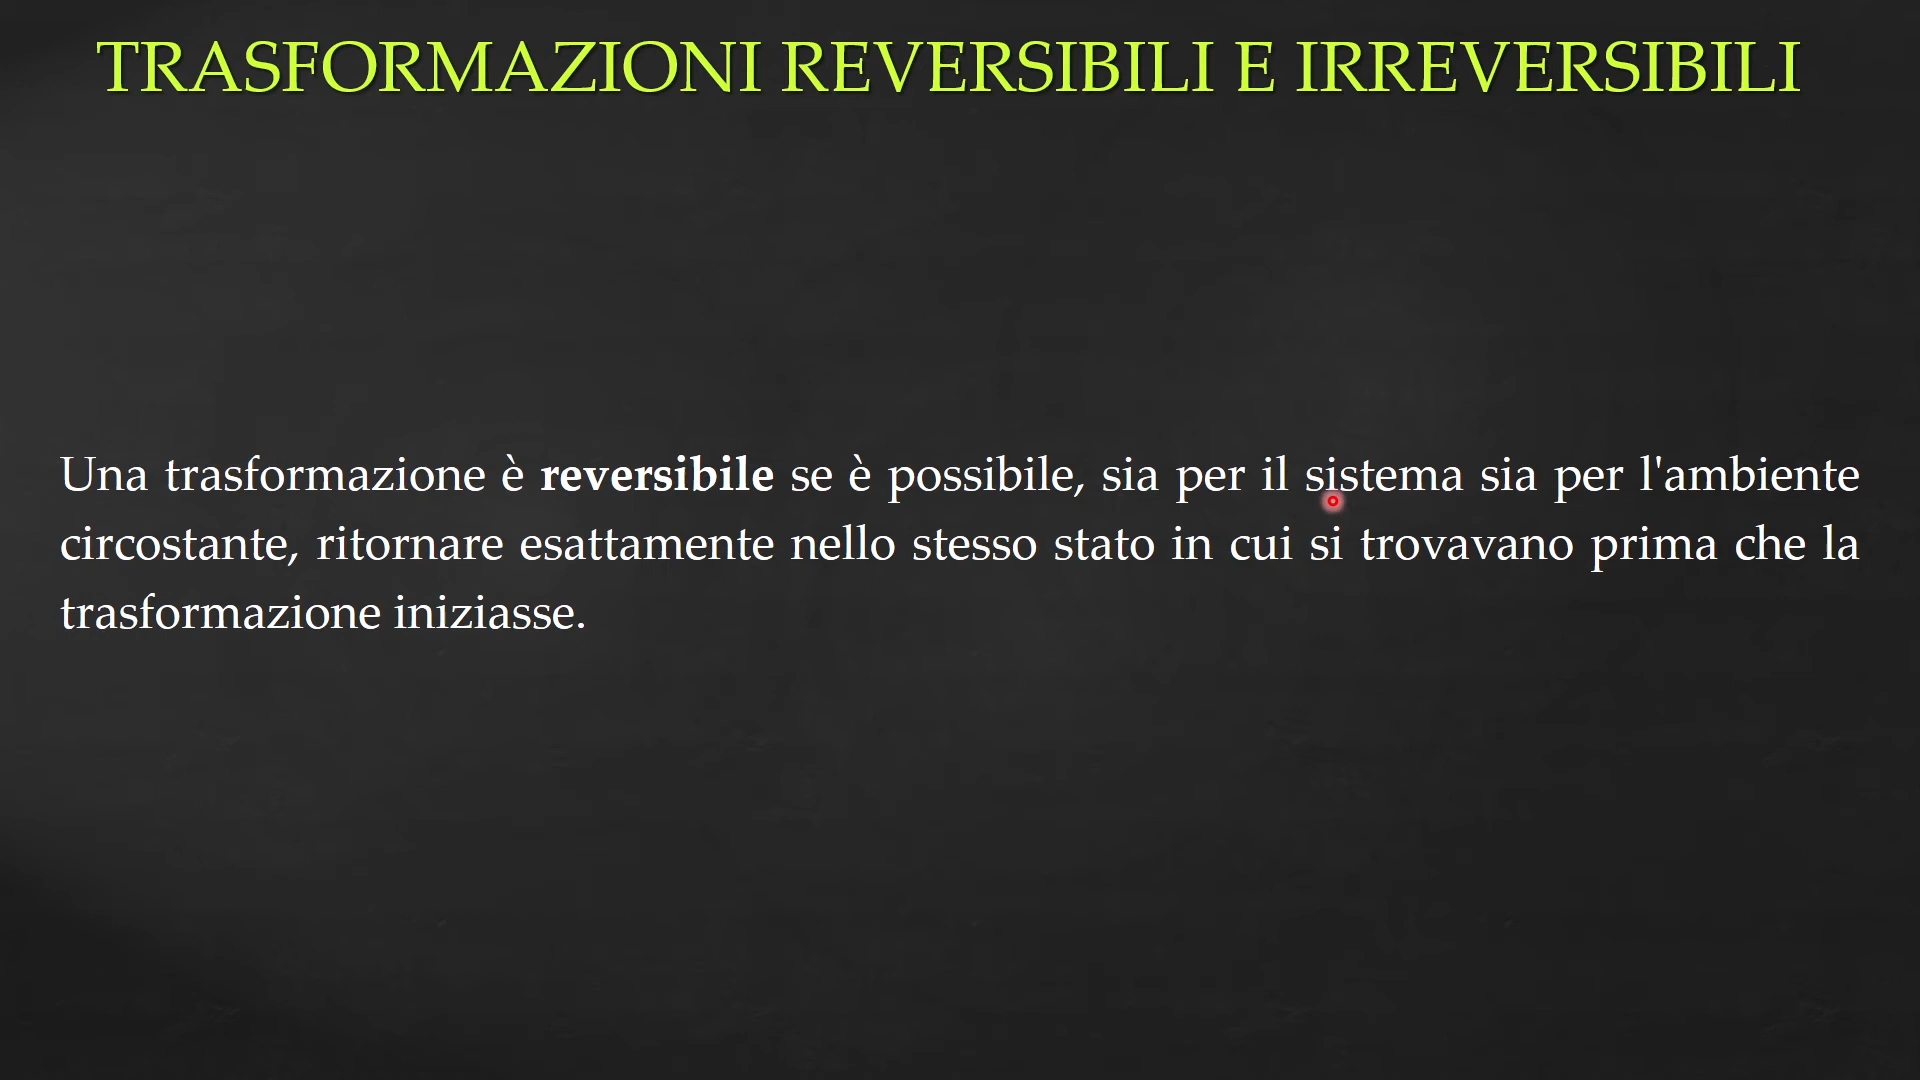 TRASFORMAZIONI REVERSIBILI E IRREVERSIBILI
Una trasformazione è reversibile se è possibile, sia per il sistema sia per l'ambiente
circostante, ritornare esattamente nello stesso stato in cui si trovavano prima che la
trasformazione iniziasse.